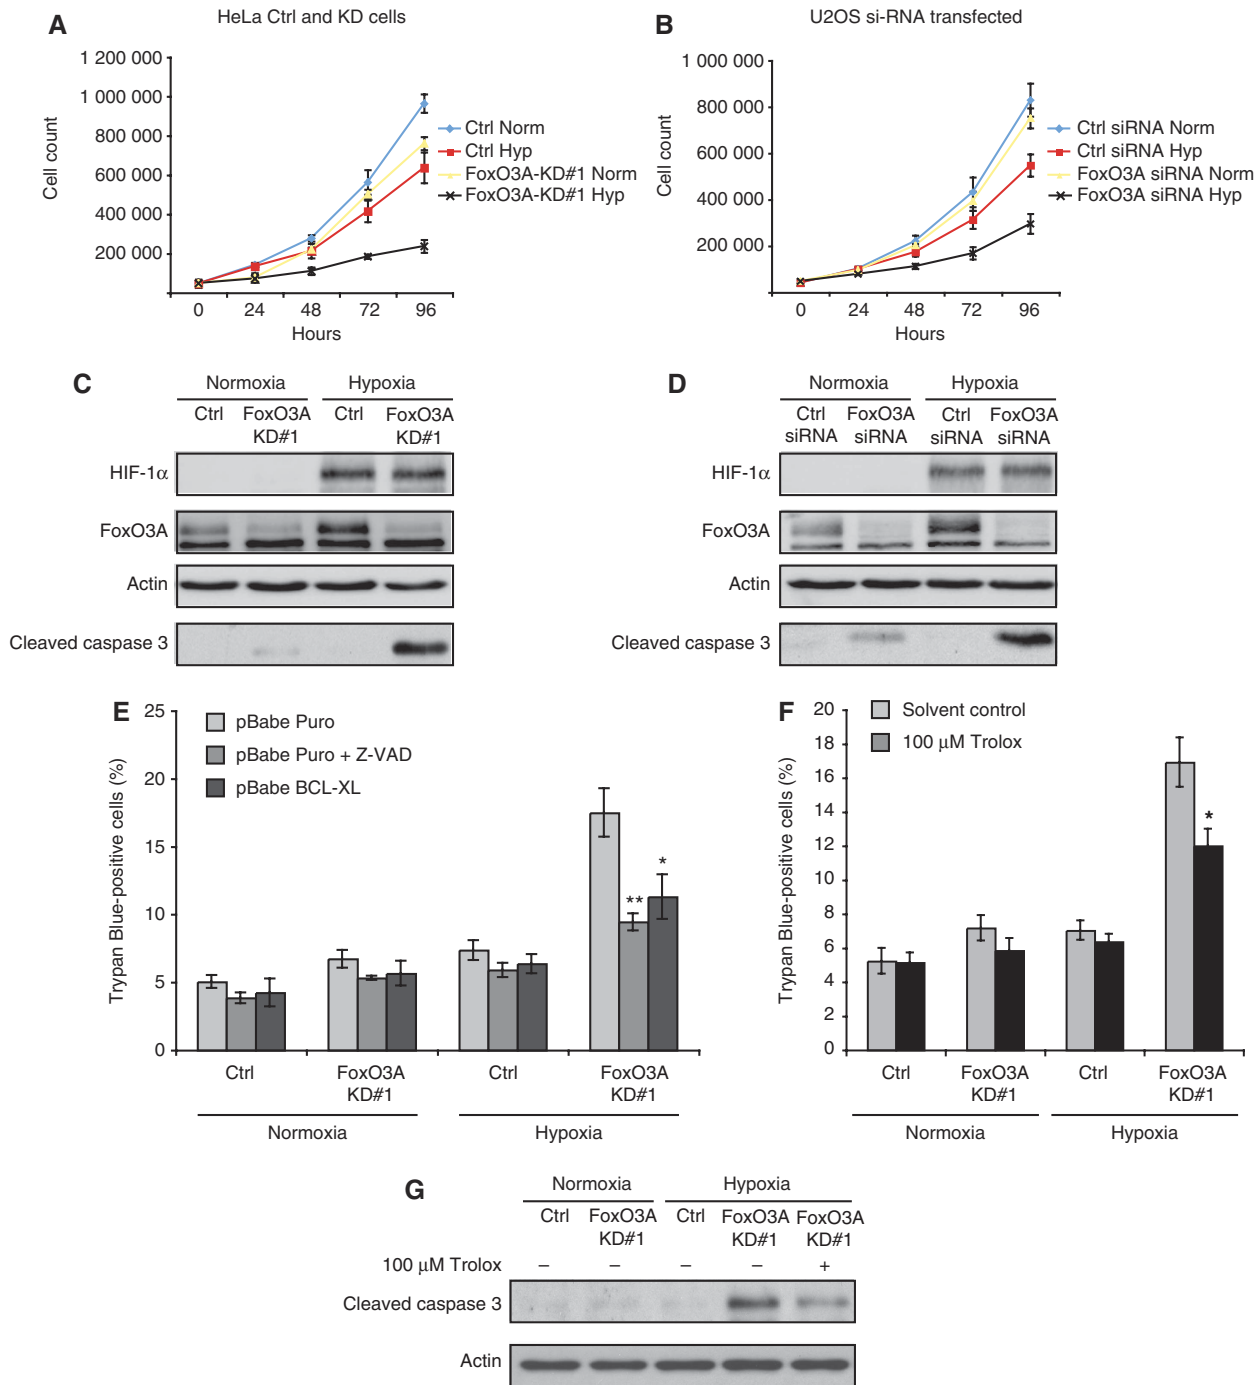 A
HeLa Ctrl and KD cells
1 200 000
1 000 000
800 000
600 000
400 000
200 000
Cell count
0 24 48 72 96
Hours
Ctrl Norm
Ctrl Hyp
FoxO3A-KD#1 Norm
FoxO3A-KD#1 Hyp
B
U2OS si-RNA transfected
1 000 000
800 000
600 000
400 000
200 000
Cell count
0 24 48 72 96
Hours
Ctrl siRNA Norm
Ctrl siRNA Hyp
FoxO3A siRNA Norm
FoxO3A siRNA Hyp
C
Normoxia Hypoxia
Ctrl FoxO3A Ctrl FoxO3A
KD#1 KD#1
HIF-1α
FoxO3A
Actin
Cleaved caspase 3
D
Normoxia Hypoxia
Ctrl FoxO3A Ctrl FoxO3A
siRNA siRNA siRNA siRNA
HIF-1α
FoxO3A
Actin
Cleaved caspase 3
E
25
20
15
10
5
0
Trypan Blue-positive cells (%)
pBabe Puro
pBabe Puro + Z-VAD
pBabe BCL-XL
**
*
Ctrl FoxO3A Ctrl FoxO3A
KD#1 KD#1
Normoxia Hypoxia
F
20
18
16
14
12
10
8
6
4
2
0
Trypan Blue-positive cells (%)
Solvent control
100 μM Trolox
*
Ctrl FoxO3A Ctrl FoxO3A
KD#1 KD#1
Normoxia Hypoxia
G
Normoxia Hypoxia
Ctrl FoxO3A Ctrl FoxO3A FoxO3A
KD#1 KD#1 KD#1
100 μM Trolox – – – – +
Cleaved caspase 3
Actin